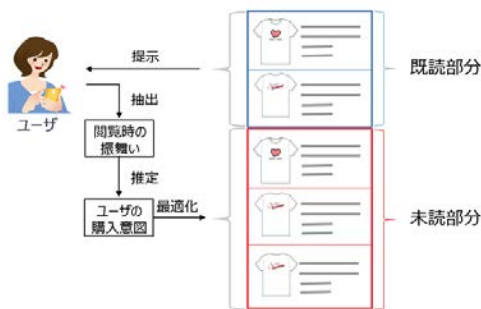 提示
既読部分
ユーザ
抽出
閲覧時の
振舞い
推定
ユーザの
購入意図
最適化
未読部分